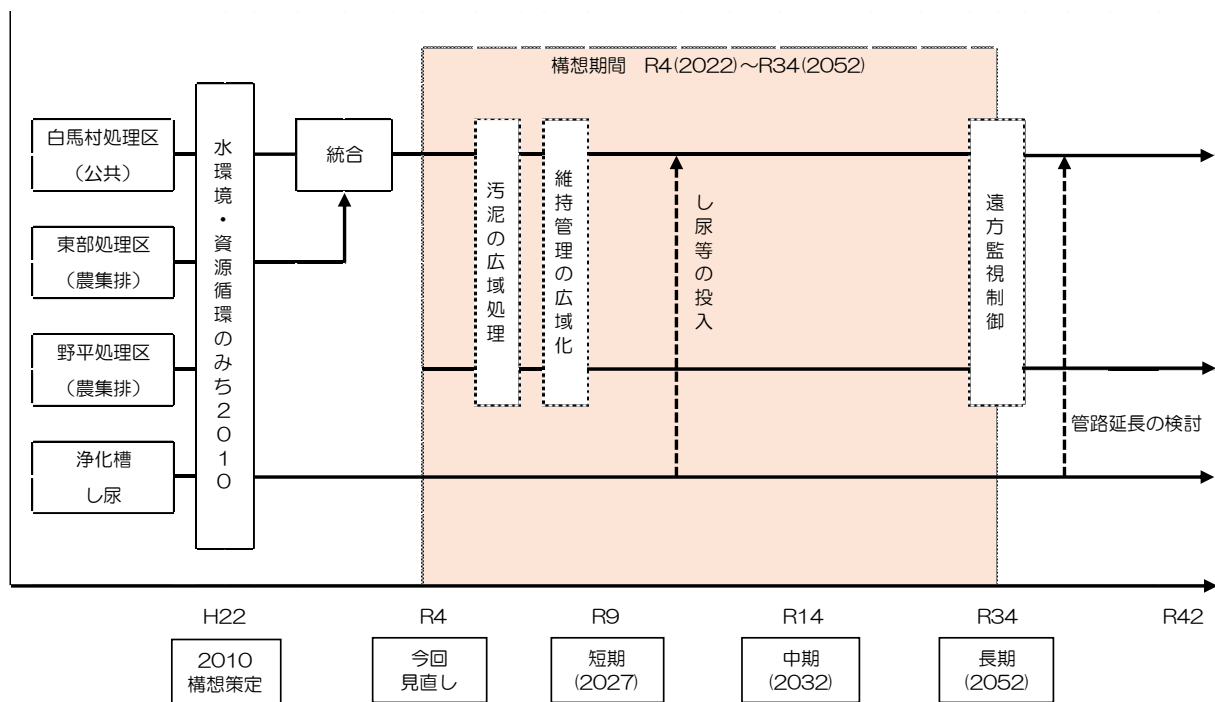 構想期間　R4(2022)～R34(2052)
白馬村処理区
（公共）
東部処理区
（農集排）
野平処理区
（農集排）
浄化槽
し尿
水環境・資源循環のみち2010
統合
汚泥の広域処理
維持管理の広域化
し尿等の投入
遠方監視制御
管路延長の検討
H22
R4
R9
R14
R34
R42
2010
構想策定
今回
見直し
短期
(2027)
中期
(2032)
長期
(2052)